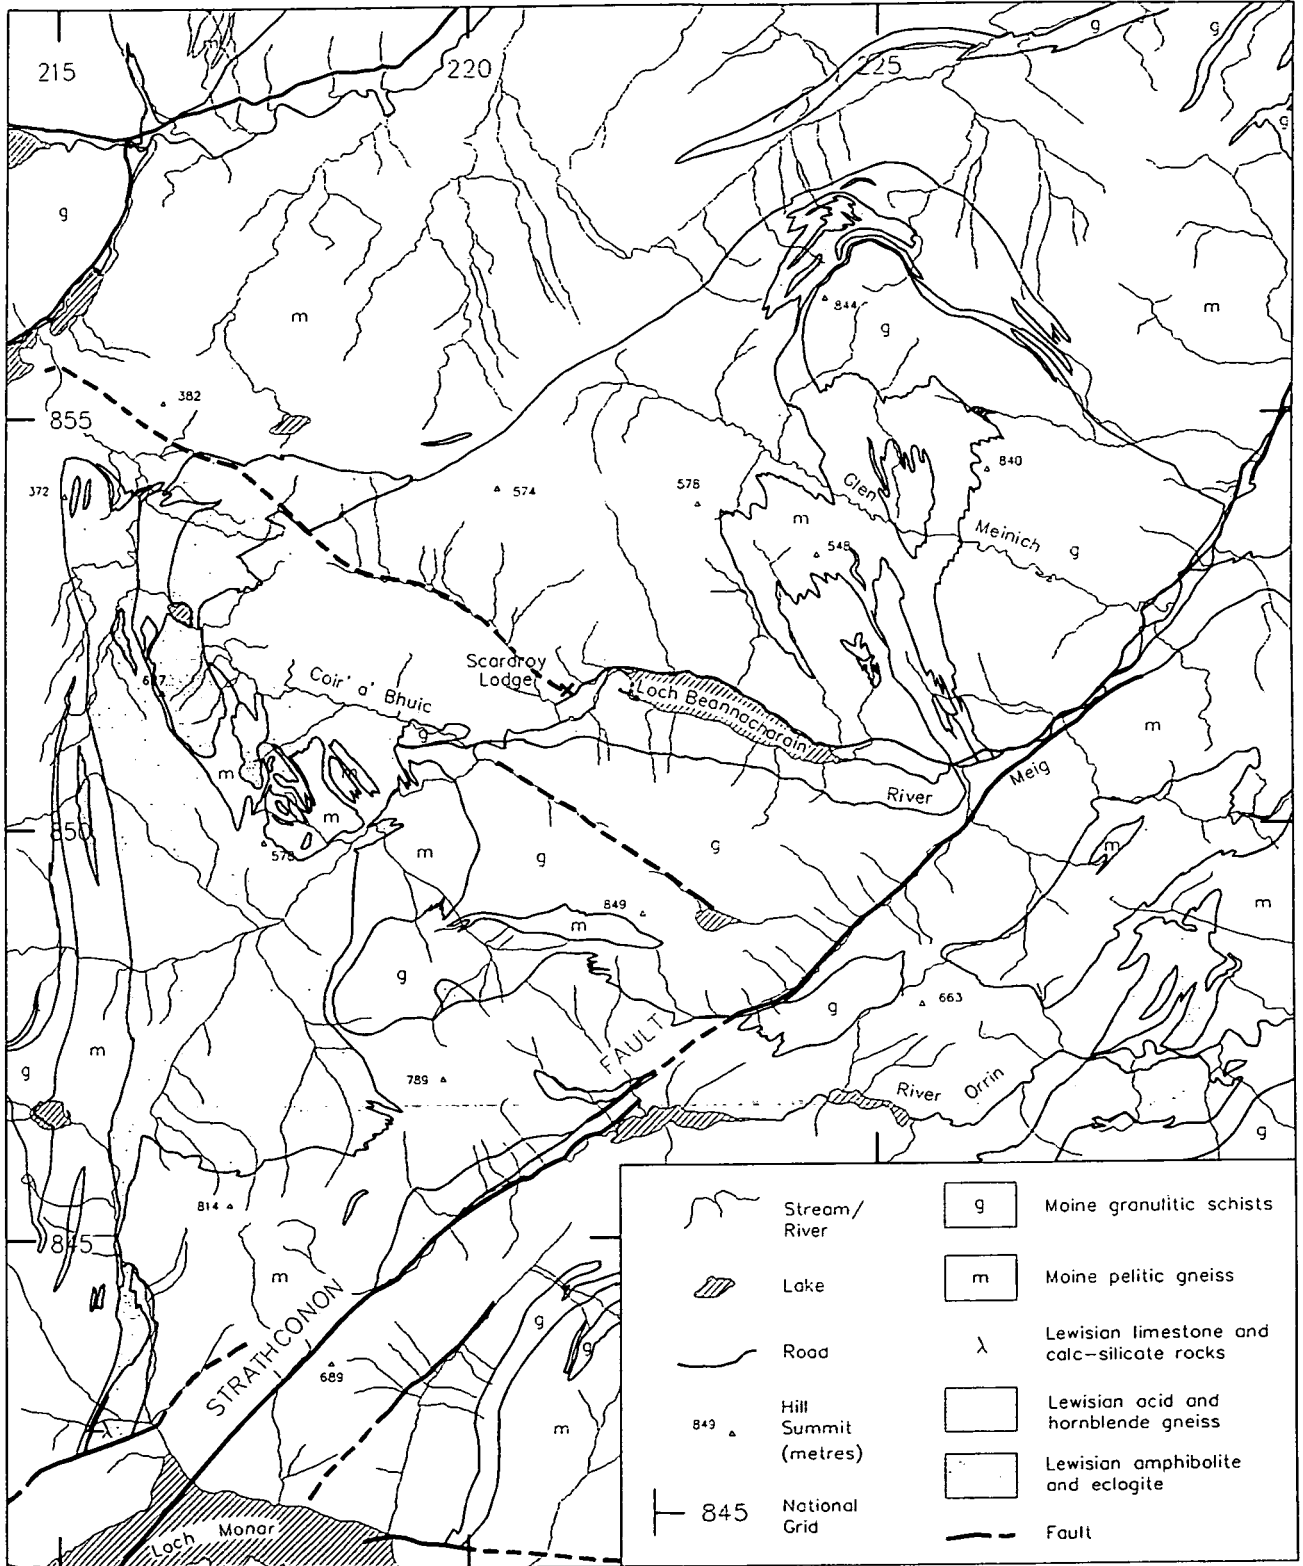 215
220
225
g
g
g
g
m
844
g
m
382
855
372
574
578
Glen
840
m
548
Meinich
g
Scardroy
Lodge
627
Coir' a' Bhuic
Loch Beannacharain
g
m
m
m
Meig
River
850
578
m
g
g
m
m
849
m
m
g
g
663
m
FAULT
g
789
River Orrin
g
814
845
m
STRATHCONON
g
g
689
λ
m
Loch Monar
Stream/
River
Lake
Road
849
Hill
Summit
(metres)
845
National
Grid
g
Moine granulitic schists
m
Moine pelitic gneiss
λ
Lewisian limestone and
calc-silicate rocks
Lewisian acid and
hornblende gneiss
Lewisian amphibolite
and eclogite
Fault